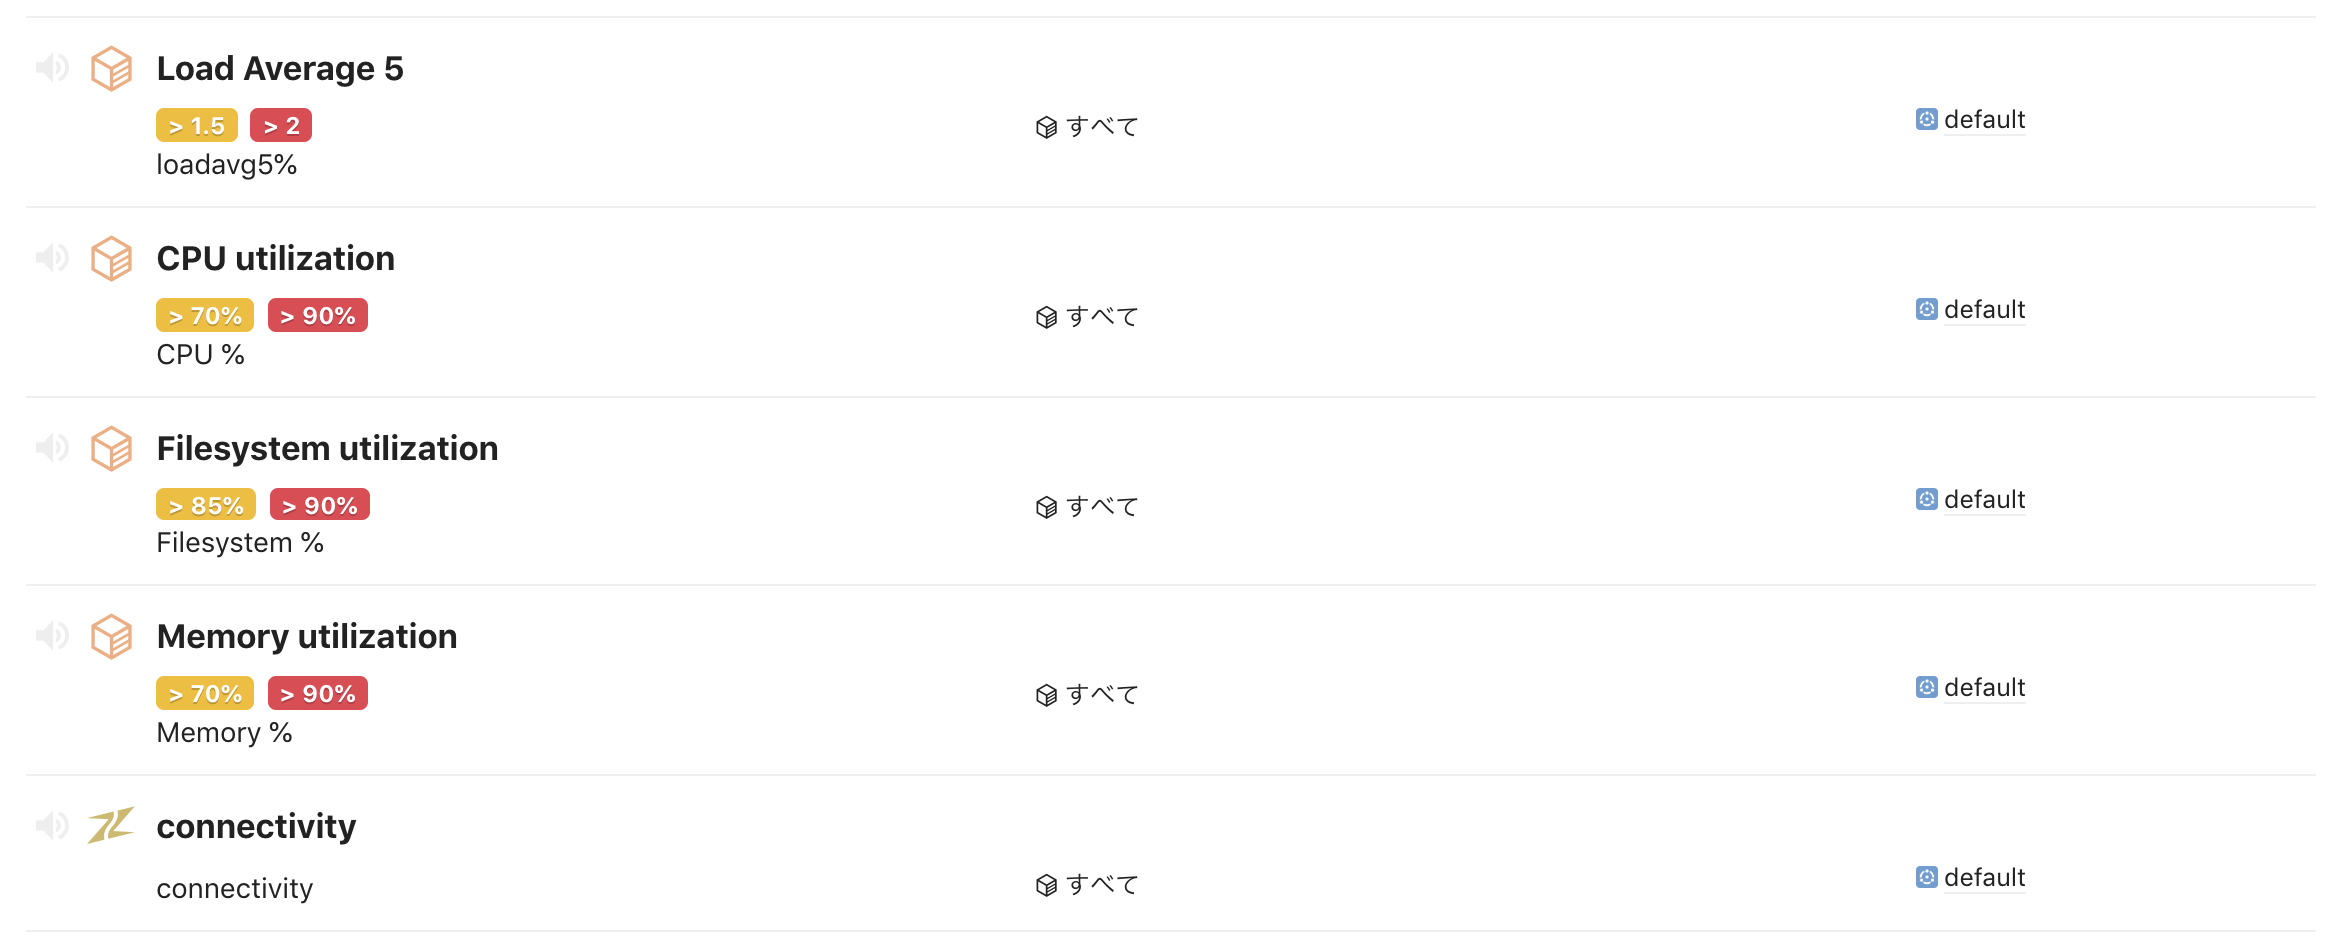 Load Average 5
> 1.5 > 2
loadavg5%
すべて
default
CPU utilization
> 70% > 90%
CPU %
すべて
default
Filesystem utilization
> 85% > 90%
Filesystem %
すべて
default
Memory utilization
> 70% > 90%
Memory %
すべて
default
connectivity
connectivity
すべて
default